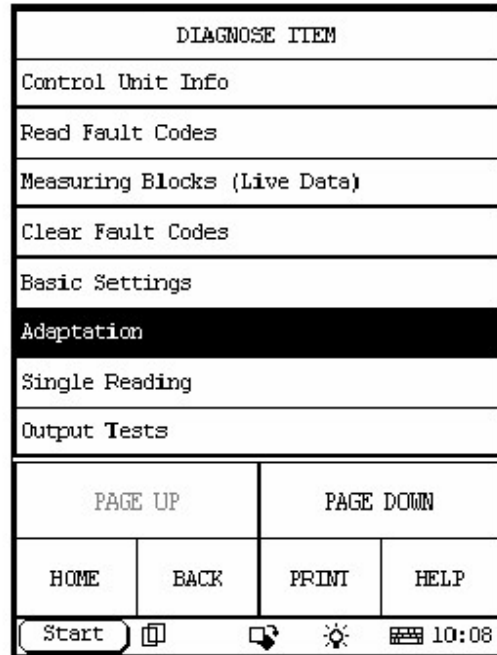 DIAGNOSE ITEM
Control Unit Info
Read Fault Codes
Measuring Blocks (Live Data)
Clear Fault Codes
Basic Settings
Adaptation
Single Reading
Output Tests
PAGE UP PAGE DOWN
HOME BACK PRINT HELP
Start 10:08